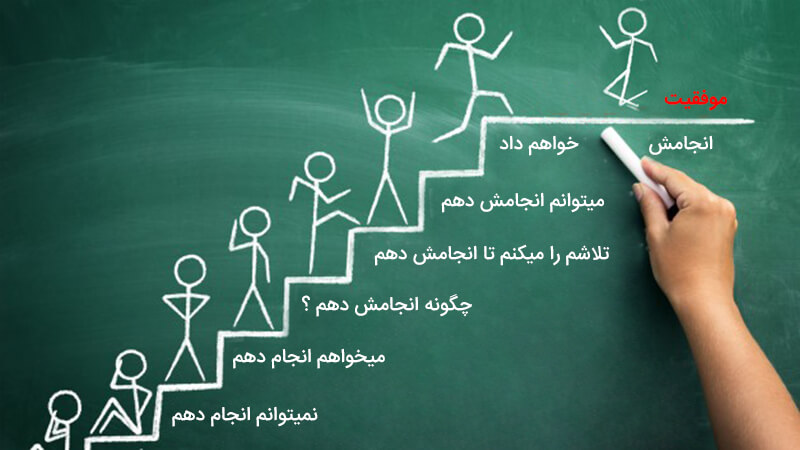 موفقیت
انجامش خواهم داد
میتوانم انجامش دهم
تلاشم را میکنم تا انجامش دهم
چگونه انجامش دهم ؟
میخواهم انجام دهم
نمیتوانم انجام دهم